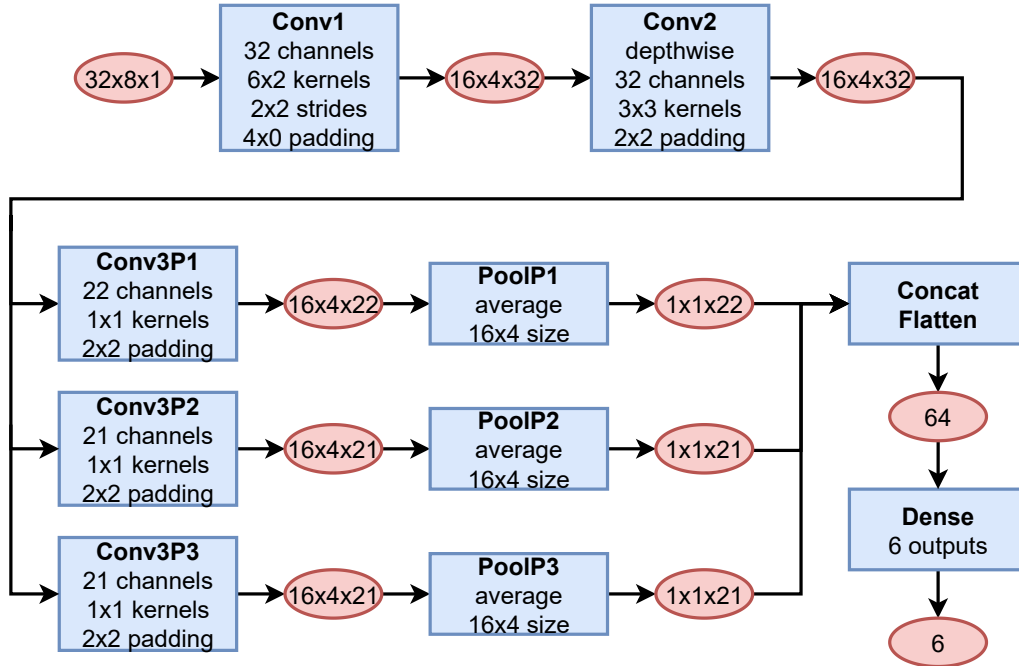 32x8x1
Conv1
32 channels
6x2 kernels
2x2 strides
4x0 padding
16x4x32
Conv2
depthwise
32 channels
3x3 kernels
2x2 padding
16x4x32
Conv3P1
22 channels
1x1 kernels
2x2 padding
16x4x22
PoolP1
average
16x4 size
1x1x22
Concat
Flatten
Conv3P2
21 channels
1x1 kernels
2x2 padding
16x4x21
PoolP2
average
16x4 size
1x1x21
64
Conv3P3
21 channels
1x1 kernels
2x2 padding
16x4x21
PoolP3
average
16x4 size
1x1x21
Dense
6 outputs
6